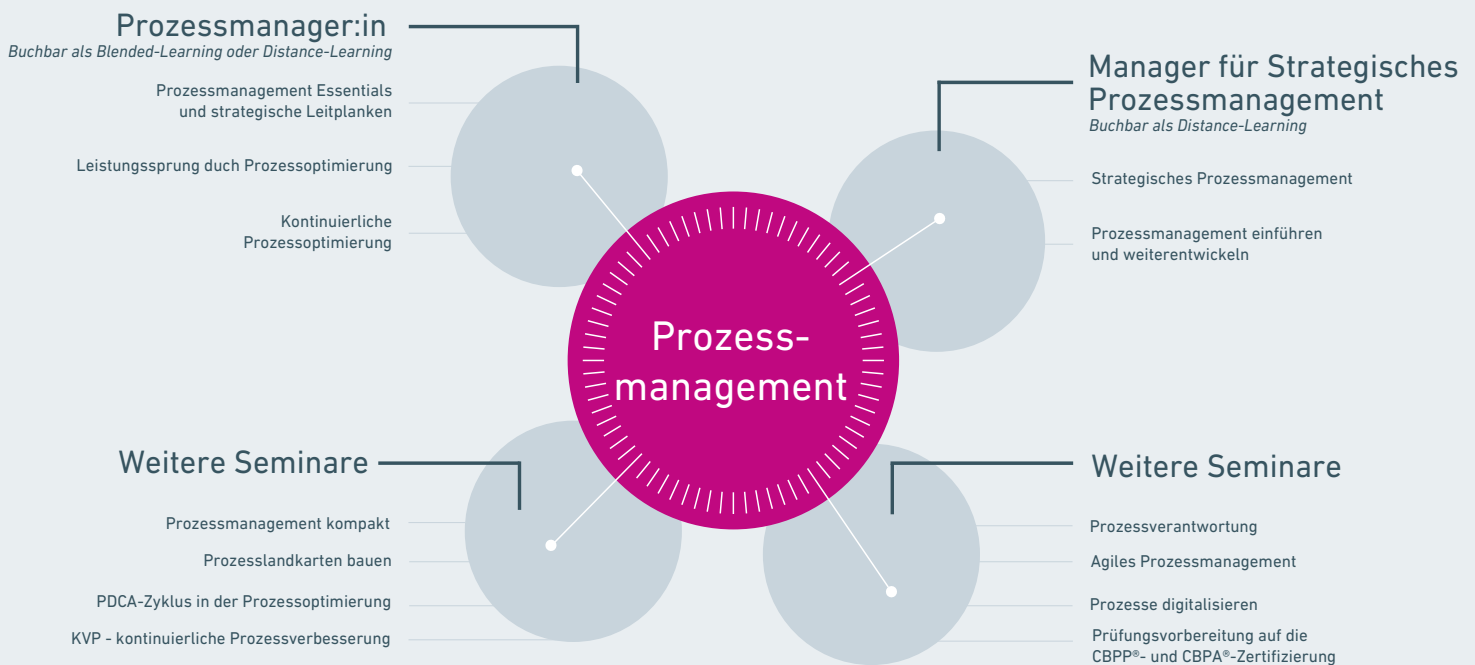 Prozessmanager:in
Buchbar als Blended-Learning oder Distance-Learning
Prozessmanagement Essentials
und strategische Leitplanken
Leistungssprung duch Prozessoptimierung
Kontinuierliche
Prozessoptimierung
Manager für Strategisches
Prozessmanagement
Buchbar als Distance-Learning
Strategisches Prozessmanagement
Prozessmanagement einführen
und weiterentwickeln
Prozess-
management
Weitere Seminare
Prozessmanagement kompakt
Prozesslandkarten bauen
PDCA-Zyklus in der Prozessoptimierung
KVP - kontinuierliche Prozessverbesserung
Weitere Seminare
Prozessverantwortung
Agiles Prozessmanagement
Prozesse digitalisieren
Prüfungsvorbereitung auf die
CBPP®- und CBPA®-Zertifizierung